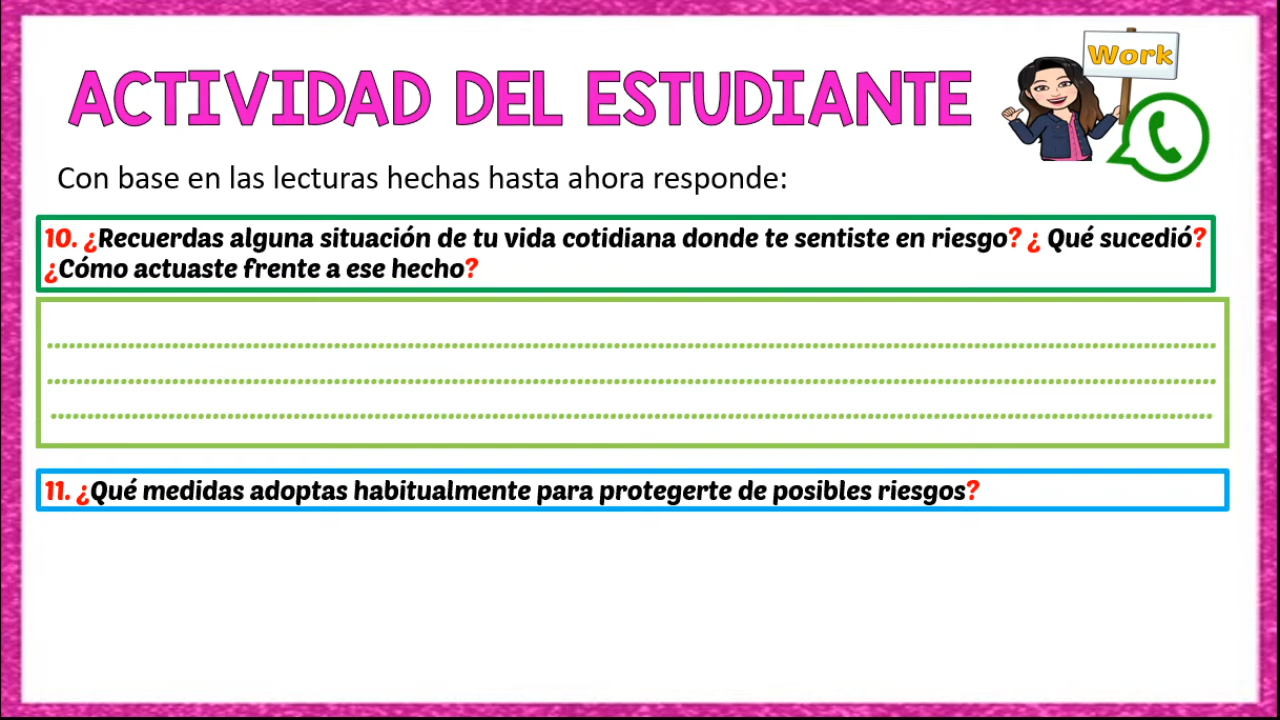 Work
ACTIVIDAD DEL ESTUDIANTE
Con base en las lecturas hechas hasta ahora responde:
10. ¿Recuerdas alguna situación de tu vida cotidiana donde te sentiste en riesgo? ¿ Qué sucedió?
¿Cómo actuaste frente a ese hecho?
11. ¿Qué medidas adoptas habitualmente para protegerte de posibles riesgos?